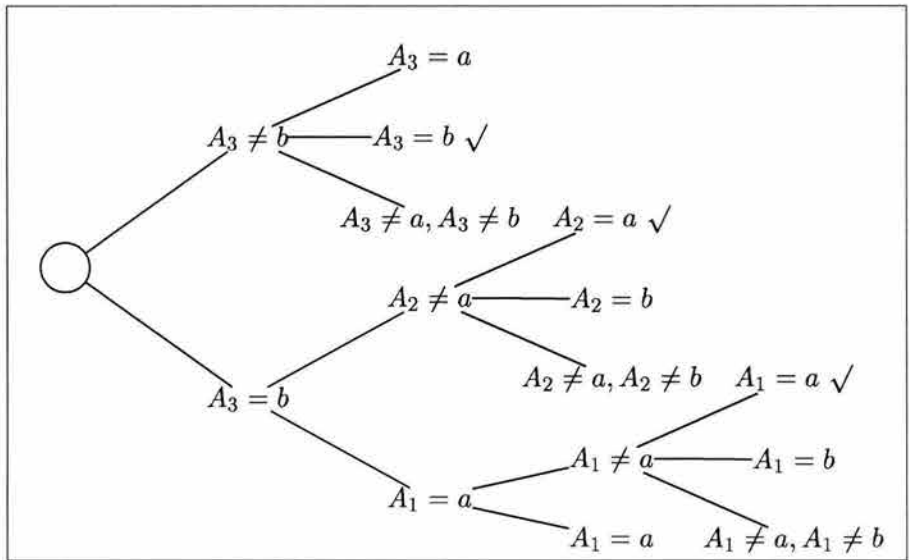 A₃ = a
A₃ ≠ b
A₃ = b √
A₃ ≠ a, A₃ ≠ b
A₂ = a √
A₂ ≠ a
A₂ = b
A₂ ≠ a, A₂ ≠ b
A₁ = a √
A₃ = b
A₁ ≠ a
A₁ = b
A₁ = a
A₁ = a
A₁ ≠ a, A₁ ≠ b